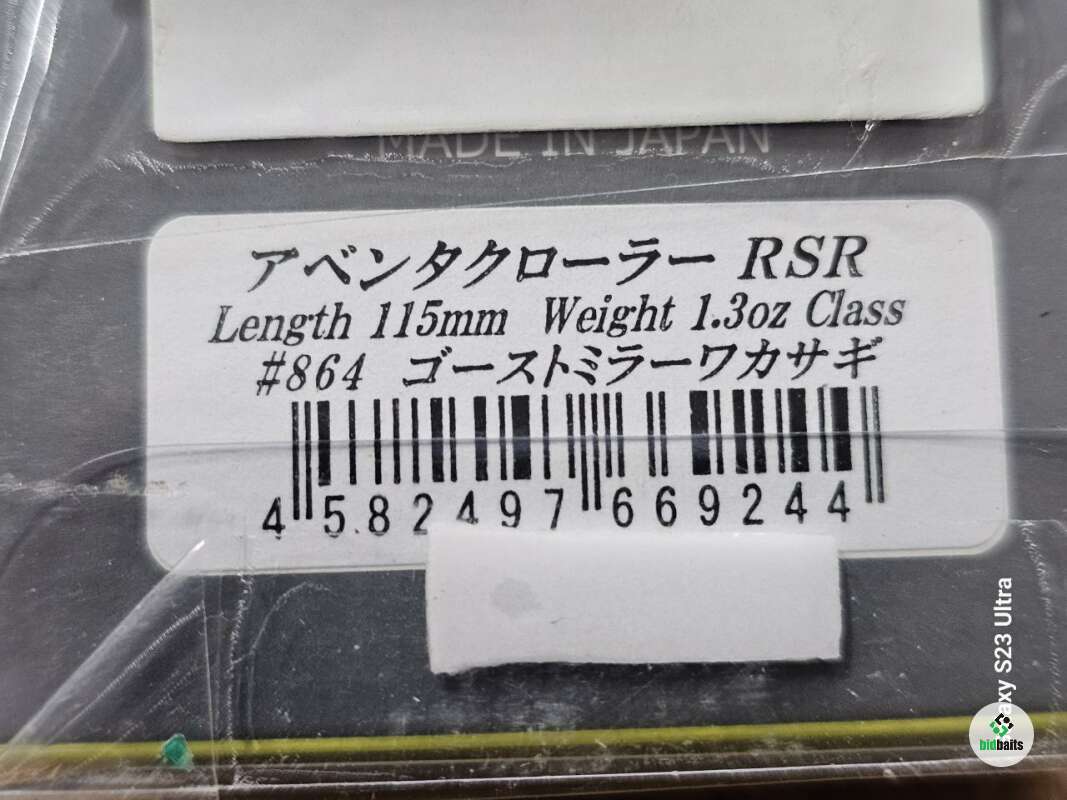 MADE IN JAPAN
アベンタクローラー RSR
Length 115mm Weight 1.3oz Class
#864 ゴーストミラーワカサギ
4 582497 669244
axy S23 Ultra
bidbaits